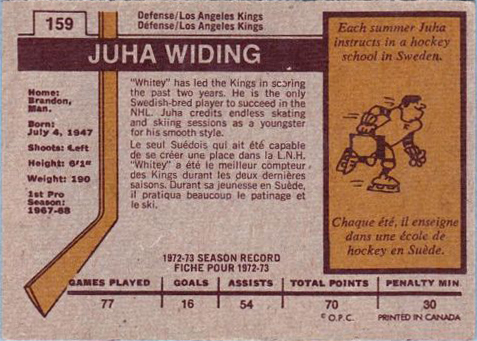 159
Defense/Los Angeles Kings
Défense/Los Angeles Kings
JUHA WIDING
Home:
Brandon,
Man.
Born:
July 4, 1947
Shoots: Left
Height: 6/1"
Weight: 190
1st Pro
Season:
1967-68
"Whitey" has led the Kings in scoring
the past two years. He is the only
Swedish-bred player to succeed in the
NHL. Juha credits endless skating
and skiing sessions as a youngster
for his smooth style.
Le seul Suédois qui ait été capable
de se créer une place dans la L.N.H.
"Whitey" a été le meilleur compteur
des Kings durant les deux dernières
saisons. Durant sa jeunesse en Suède,
il pratiqua beaucoup le patinage et
le ski.
Each summer Juha
instructs in a hockey
school in Sweden.
Chaque été, il enseigne
dans une école de
hockey en Suède.
1972-73 SEASON RECORD
FICHE POUR 1972-73
GAMES PLAYED GOALS ASSISTS TOTAL POINTS PENALTY MIN.
77 16 54 70 30
© O.P.C. PRINTED IN CANADA